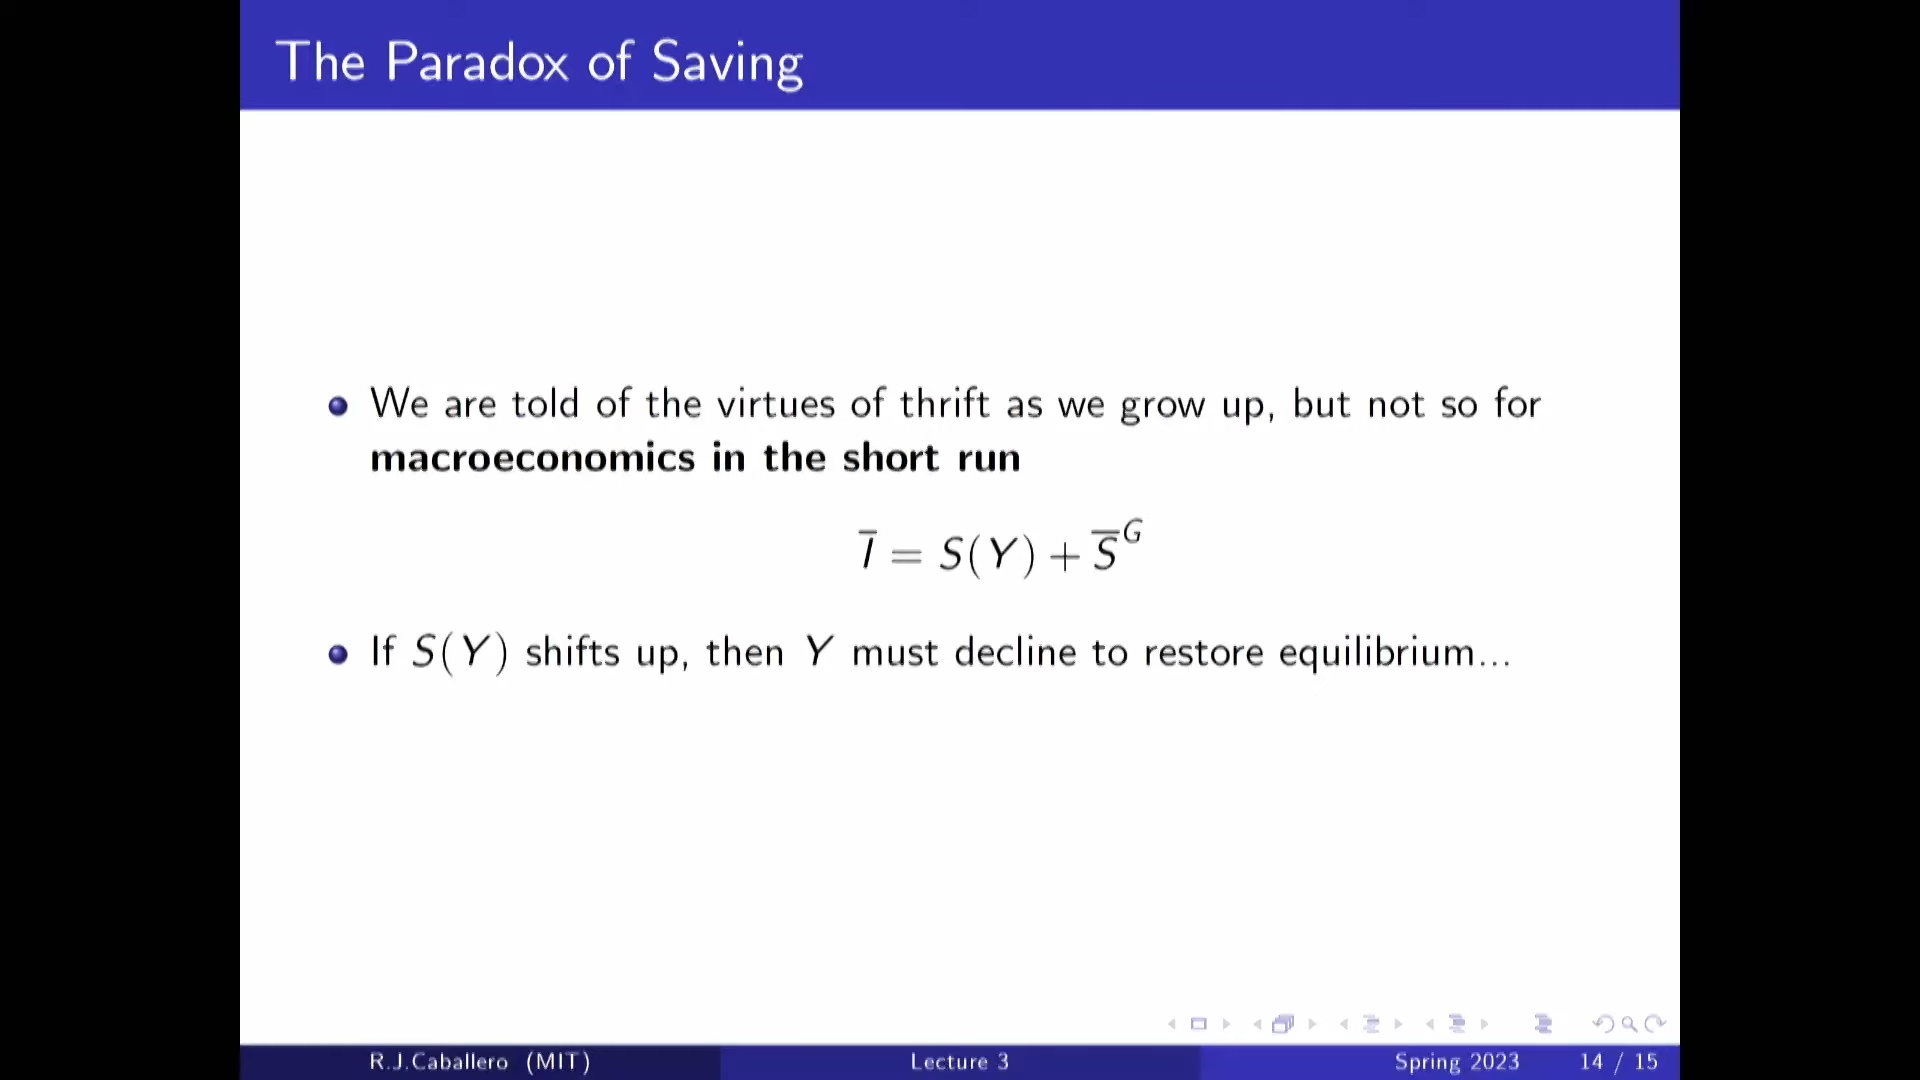 The Paradox of Saving
• We are told of the virtues of thrift as we grow up, but not so for
macroeconomics in the short run
Ī = S(Y) + S̅ᴳ
• If S(Y) shifts up, then Y must decline to restore equilibrium...
R.J.Caballero (MIT) Lecture 3 Spring 2023 14 / 15